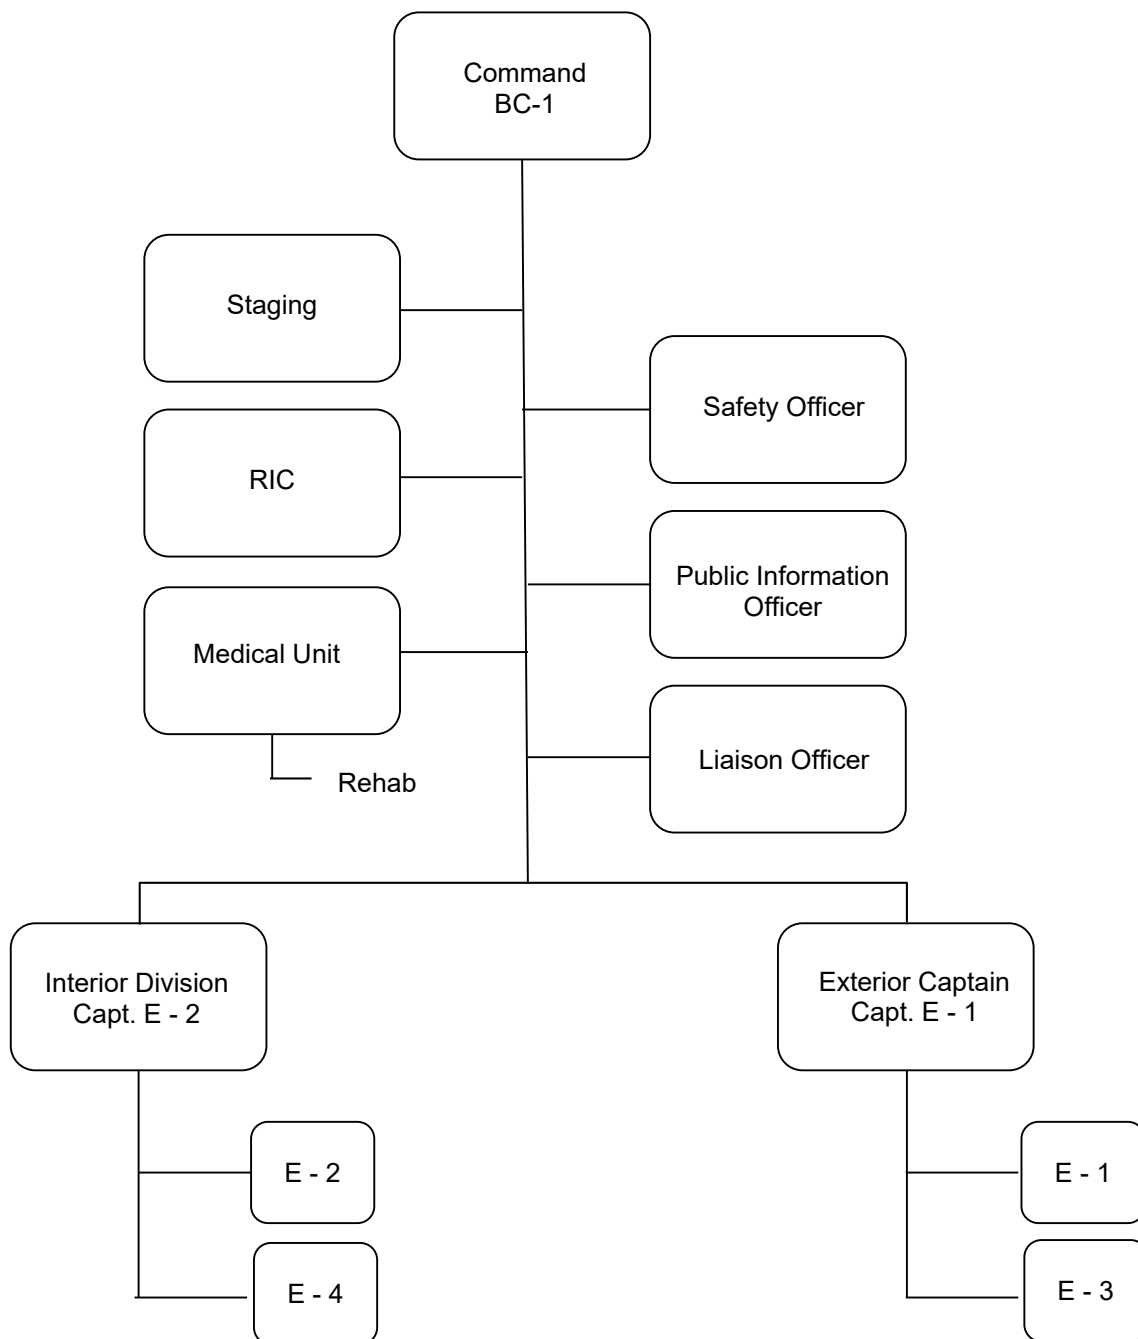 Command
BC-1
Staging
Safety Officer
RIC
Public Information
Officer
Medical Unit
Liaison Officer
Rehab
Interior Division
Capt. E - 2
Exterior Captain
Capt. E - 1
E - 2
E - 1
E - 4
E - 3